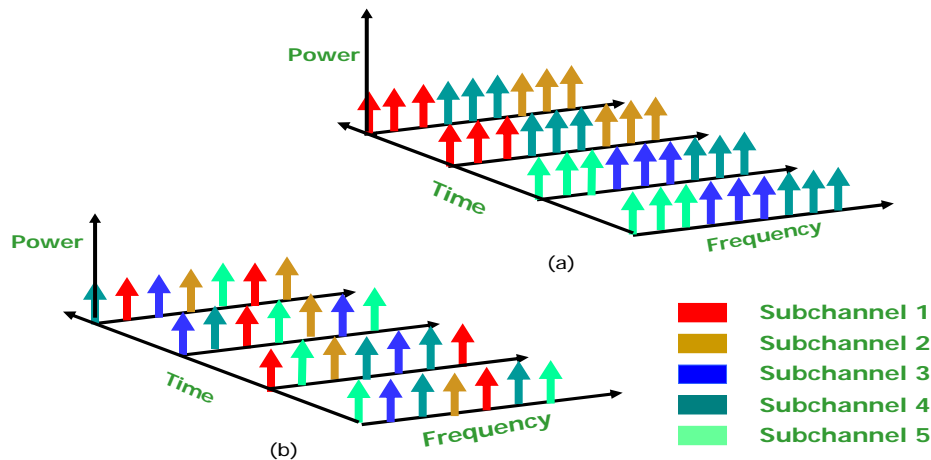 Power
Time
Frequency
(a)
Power
Time
Frequency
(b)
Subchannel 1
Subchannel 2
Subchannel 3
Subchannel 4
Subchannel 5